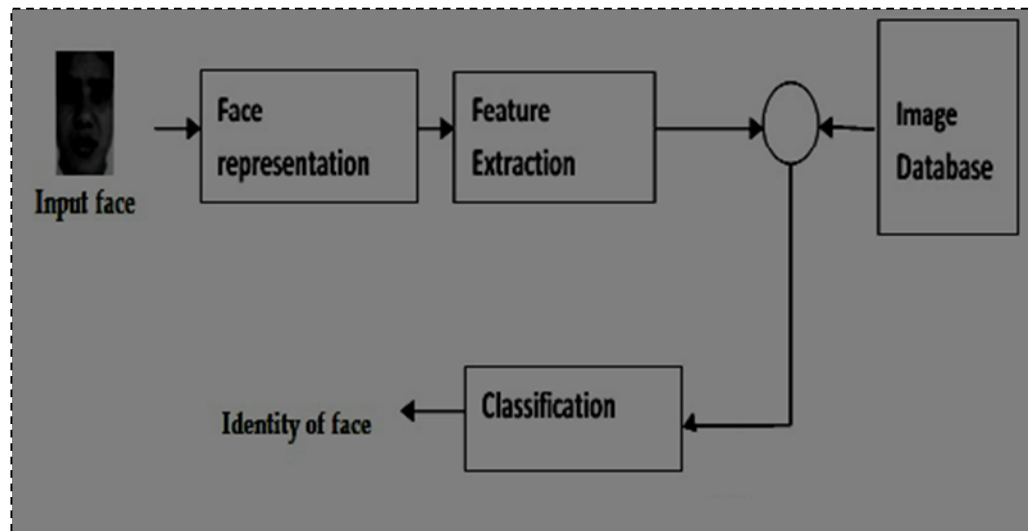 Input face
Face
representation
Feature
Extraction
Image
Database
Classification
Identity of face